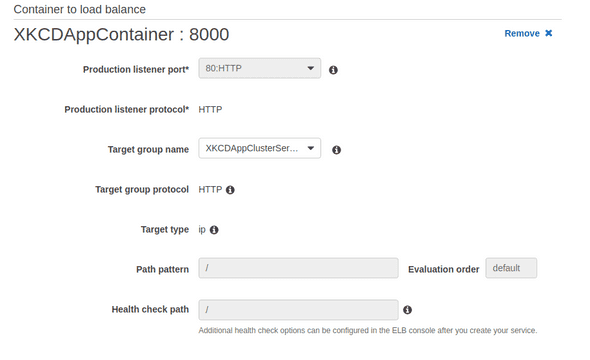 Container to load balance
XKCDAppContainer : 8000
Remove ✖
Production listener port*
80:HTTP
Production listener protocol*
HTTP
Target group name
XKCDAppClusterSer...
Target group protocol
HTTP
Target type
ip
Path pattern
/
Evaluation order
default
Health check path
/
Additional health check options can be configured in the ELB console after you create your service.